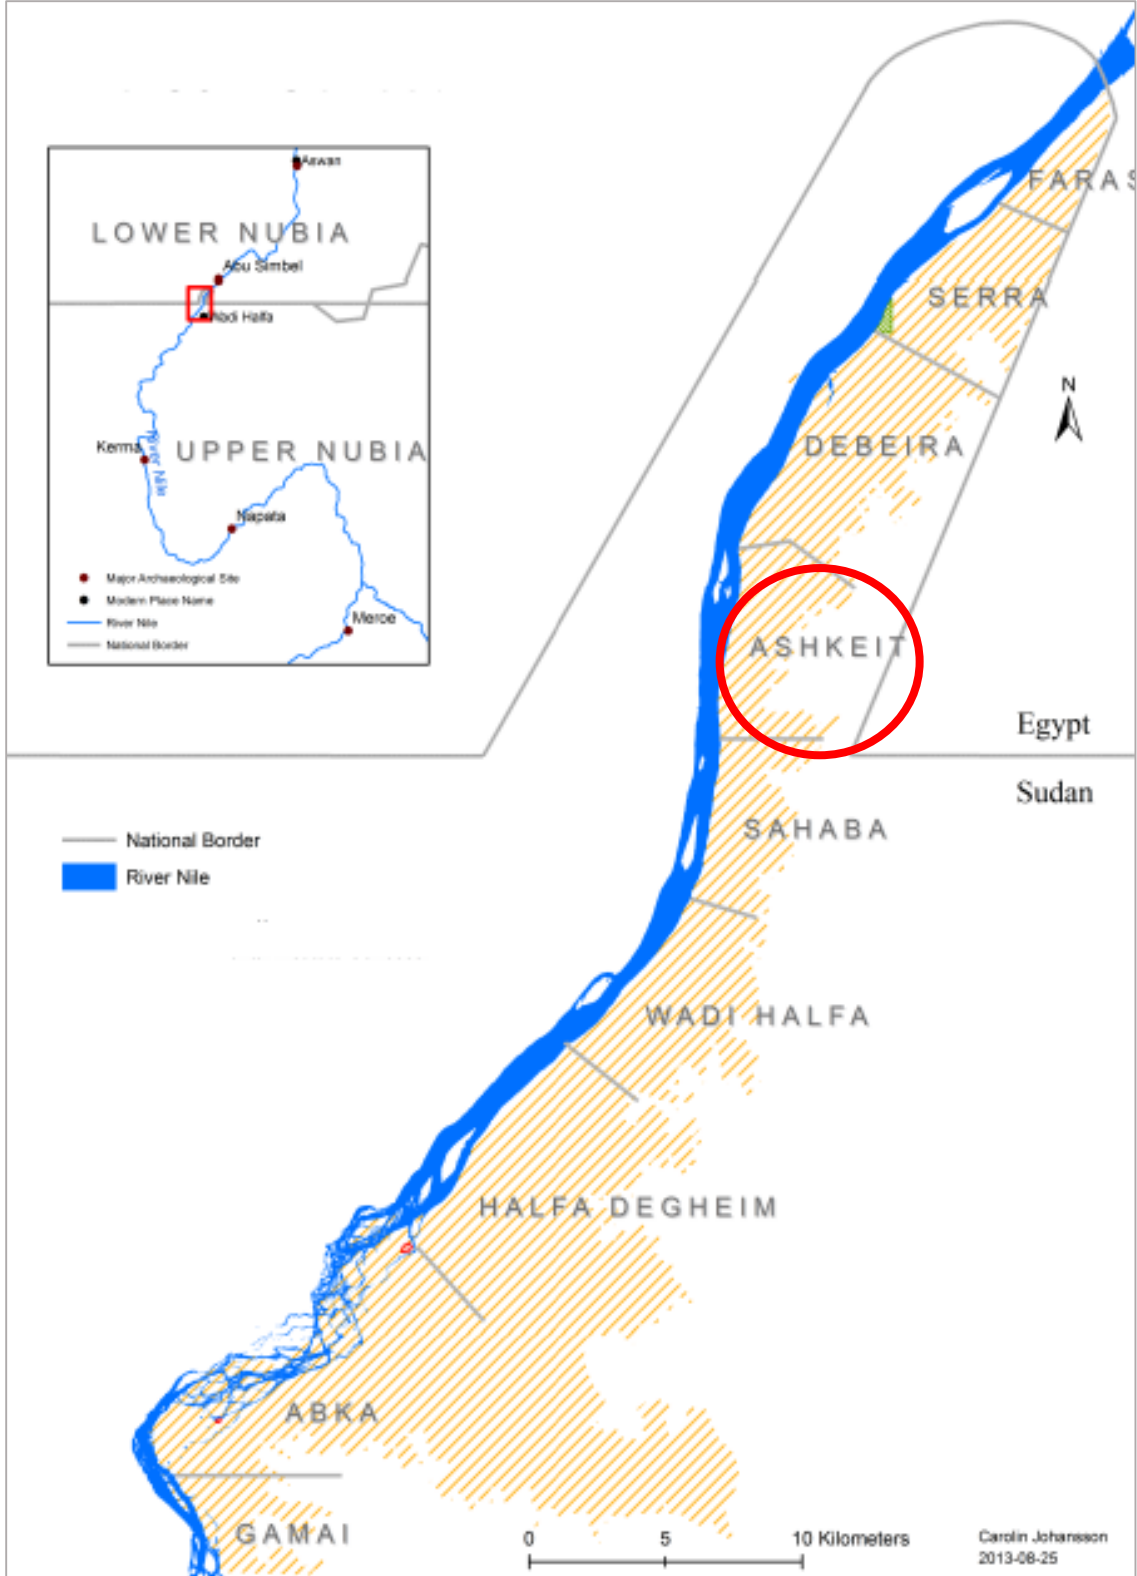 Aswan
LOWER NUBIA
Abu Simbel
Wadi Halfa
Kerma
River Nile
UPPER NUBIA
Napata
Meroe
Major Archaeological Site
Modern Place Name
River Nile
National Border
FARAS
SERRA
N
DEBEIRA
ASHKEIT
Egypt
Sudan
National Border
River Nile
SAHABA
WADI HALFA
HALFA DEGHEIM
ABKA
GAMAI
0 5 10 Kilometers
Carolin Johansson
2013-08-25